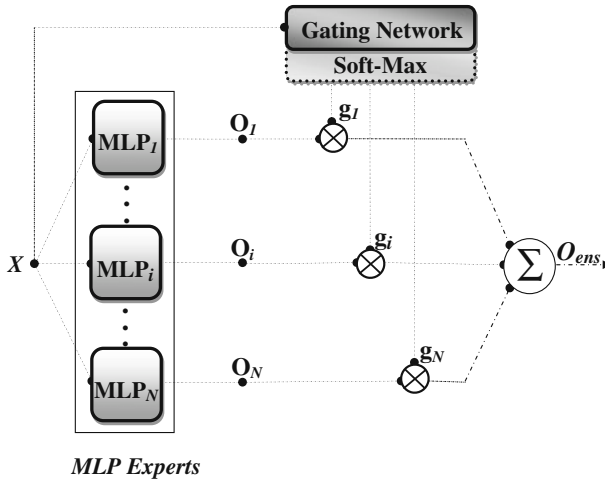 Gating Network
Soft-Max
g1
MLP1
O1
gi
X
MLPi
Oi
∑
Oens
gN
MLPN
ON
MLP Experts